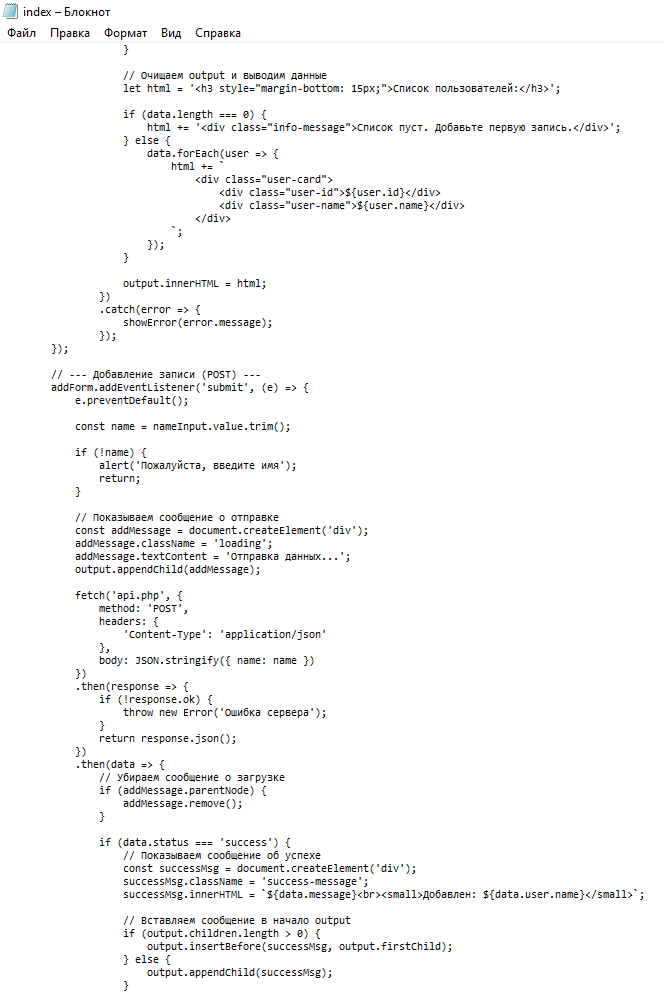 index – Блокнот
Файл Правка Формат Вид Справка
}
// Очищаем output и выводим данные
let html = '<h3 style="margin-bottom: 15px;">Список пользователей:</h3>';
if (data.length === 0) {
html += '<div class="info-message">Список пуст. Добавьте первую запись.</div>';
} else {
data.forEach(user => {
html += `
<div class="user-card">
<div class="user-id">${user.id}</div>
<div class="user-name">${user.name}</div>
</div>
`;
});
}
output.innerHTML = html;
})
.catch(error => {
showError(error.message);
});
});
// --- Добавление записи (POST) ---
addForm.addEventListener('submit', (e) => {
e.preventDefault();
const name = nameInput.value.trim();
if (!name) {
alert('Пожалуйста, введите имя');
return;
}
// Показываем сообщение о отправке
const addMessage = document.createElement('div');
addMessage.className = 'loading';
addMessage.textContent = 'Отправка данных...';
output.appendChild(addMessage);
fetch('api.php', {
method: 'POST',
headers: {
'Content-Type': 'application/json'
},
body: JSON.stringify({ name: name })
})
.then(response => {
if (!response.ok) {
throw new Error('Ошибка сервера');
}
return response.json();
})
.then(data => {
// Убираем сообщение о загрузке
if (addMessage.parentNode) {
addMessage.remove();
}
if (data.status === 'success') {
// Показываем сообщение об успехе
const successMsg = document.createElement('div');
successMsg.className = 'success-message';
successMsg.innerHTML = `${data.message}<br><small>Добавлен: ${data.user.name}</small>`;
// Вставляем сообщение в начало output
if (output.children.length > 0) {
output.insertBefore(successMsg, output.firstChild);
} else {
output.appendChild(successMsg);
}